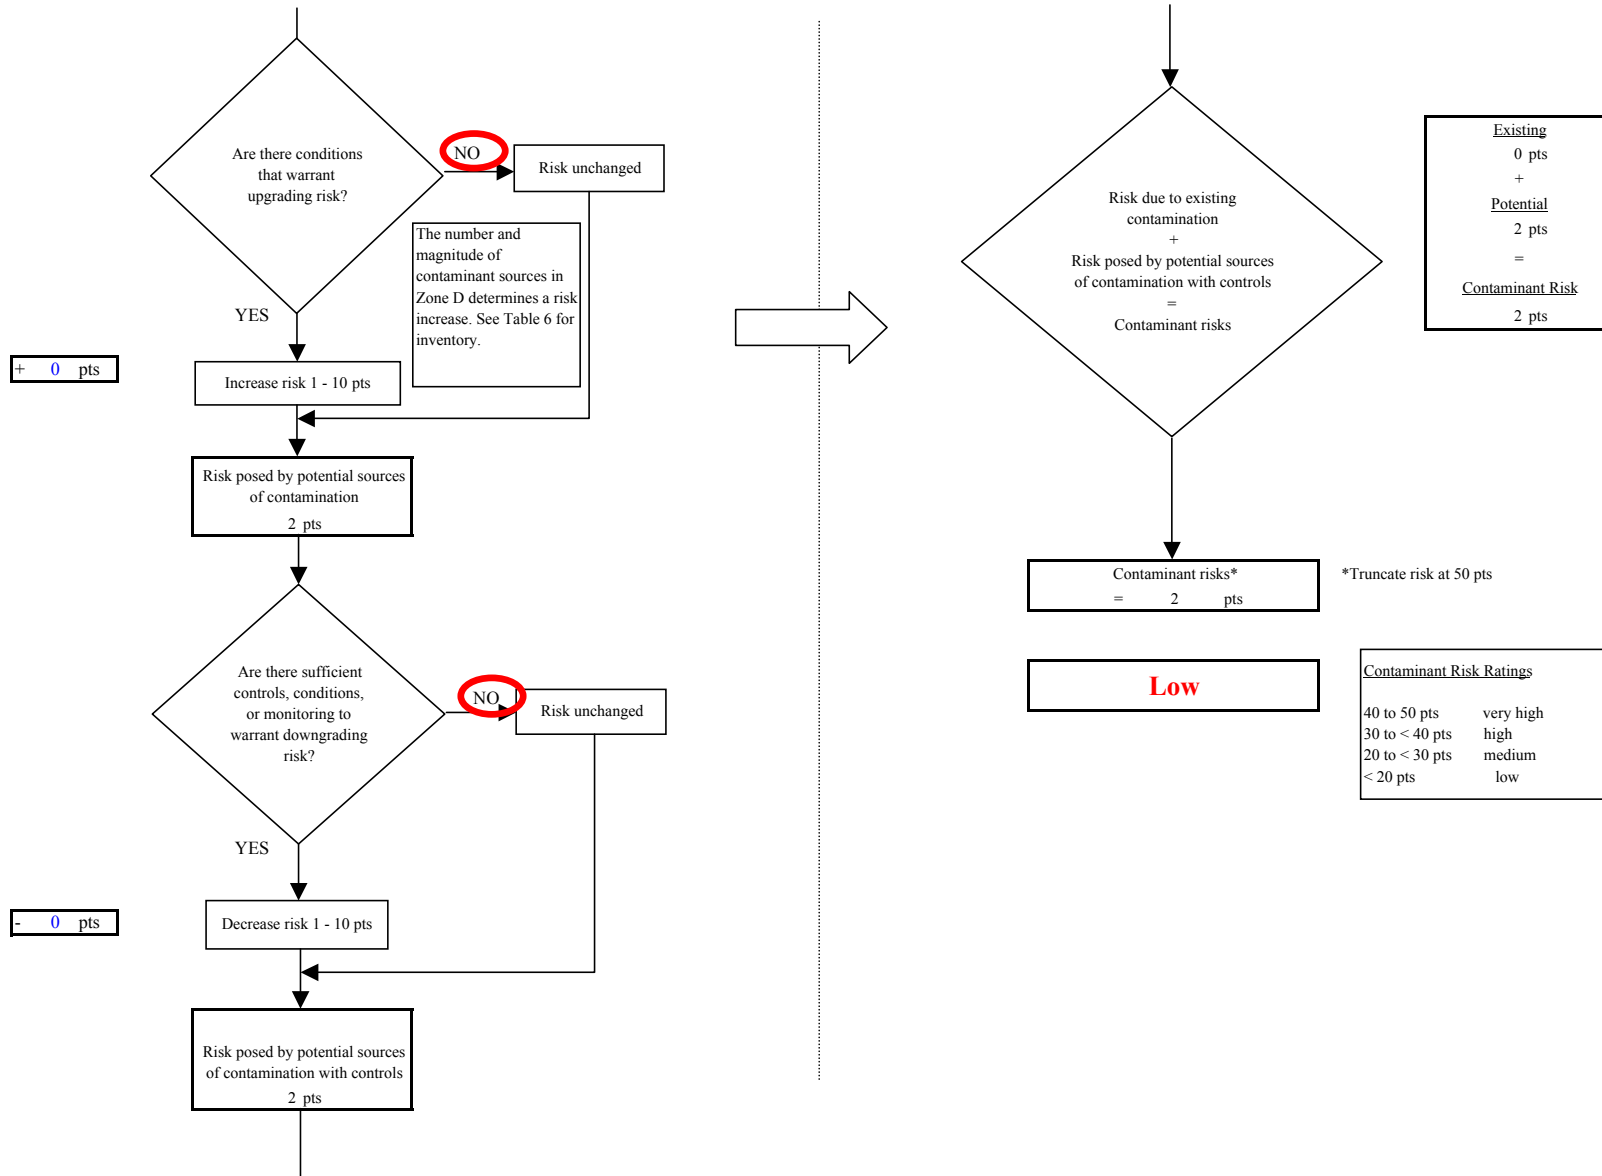 Are there conditions
that warrant
upgrading risk?
NO
Risk unchanged
The number and
magnitude of
contaminant sources in
Zone D determines a risk
increase. See Table 6 for
inventory.
YES
+ 0 pts
Increase risk 1 - 10 pts
Risk posed by potential sources
of contamination
2 pts
Are there sufficient
controls, conditions,
or monitoring to
warrant downgrading
risk?
NO
Risk unchanged
YES
- 0 pts
Decrease risk 1 - 10 pts
Risk posed by potential sources
of contamination with controls
2 pts
Risk due to existing
contamination
+
Risk posed by potential sources
of contamination with controls
=
Contaminant risks
Existing
0 pts
+
Potential
2 pts
=
Contaminant Risk
2 pts
Contaminant risks*
= 2 pts
*Truncate risk at 50 pts
Low
Contaminant Risk Ratings
40 to 50 pts very high
30 to < 40 pts high
20 to < 30 pts medium
< 20 pts low